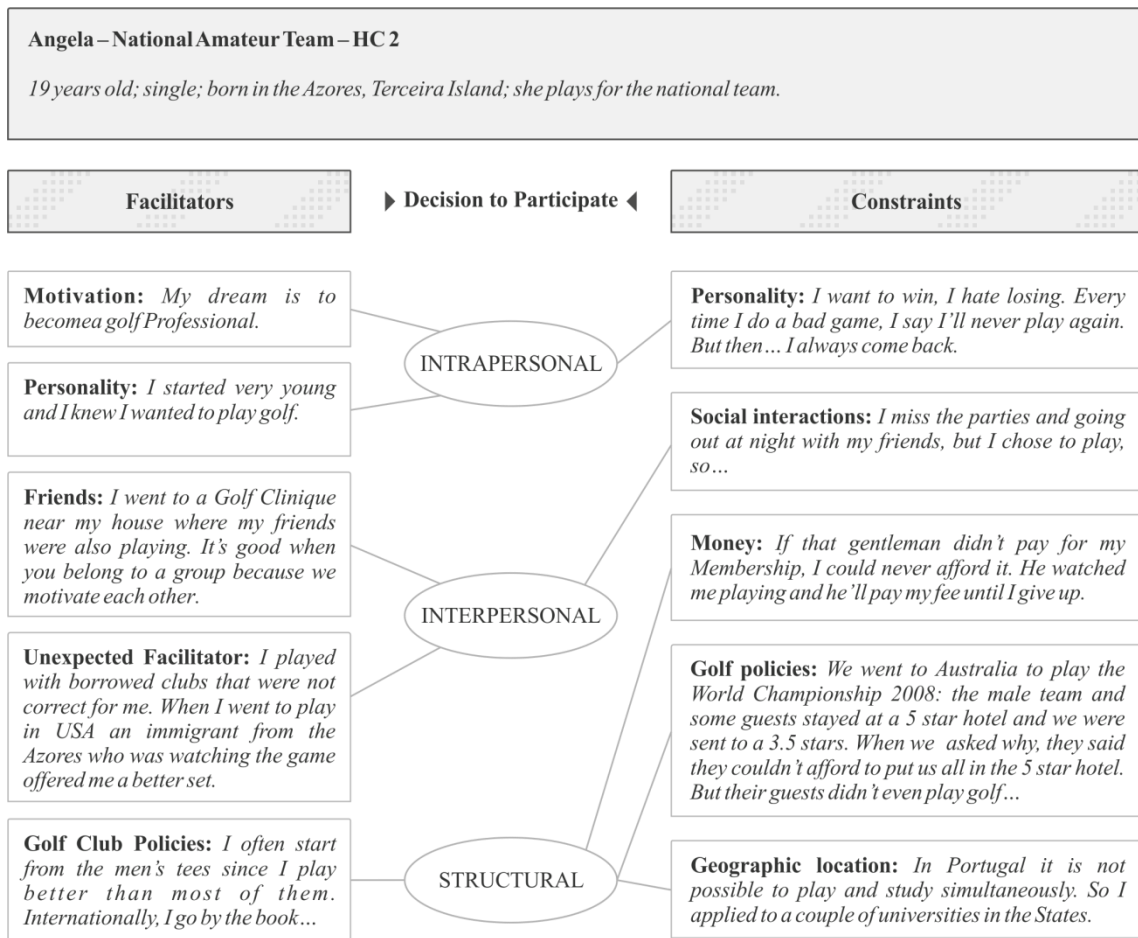 Angela – National Amateur Team – HC 2
19 years old; single; born in the Azores, Terceira Island; she plays for the national team.
Facilitators
Decision to Participate
Constraints
Motivation: My dream is to
becomea golf Professional.
Personality: I started very young
and I knew I wanted to play golf.
Friends: I went to a Golf Clinique
near my house where my friends
were also playing. It’s good when
you belong to a group because we
motivate each other.
Unexpected Facilitator: I played
with borrowed clubs that were not
correct for me. When I went to play
in USA an immigrant from the
Azores who was watching the game
offered me a better set.
Golf Club Policies: I often start
from the men’s tees since I play
better than most of them.
Internationally, I go by the book…
INTRAPERSONAL
INTERPERSONAL
STRUCTURAL
Personality: I want to win, I hate losing. Every
time I do a bad game, I say I’ll never play again.
But then… I always come back.
Social interactions: I miss the parties and going
out at night with my friends, but I chose to play,
so…
Money: If that gentleman didn’t pay for my
Membership, I could never afford it. He watched
me playing and he’ll pay my fee until I give up.
Golf policies: We went to Australia to play the
World Championship 2008: the male team and
some guests stayed at a 5 star hotel and we were
sent to a 3.5 stars. When we asked why, they said
they couldn’t afford to put us all in the 5 star hotel.
But their guests didn’t even play golf…
Geographic location: In Portugal it is not
possible to play and study simultaneously. So I
applied to a couple of universities in the States.